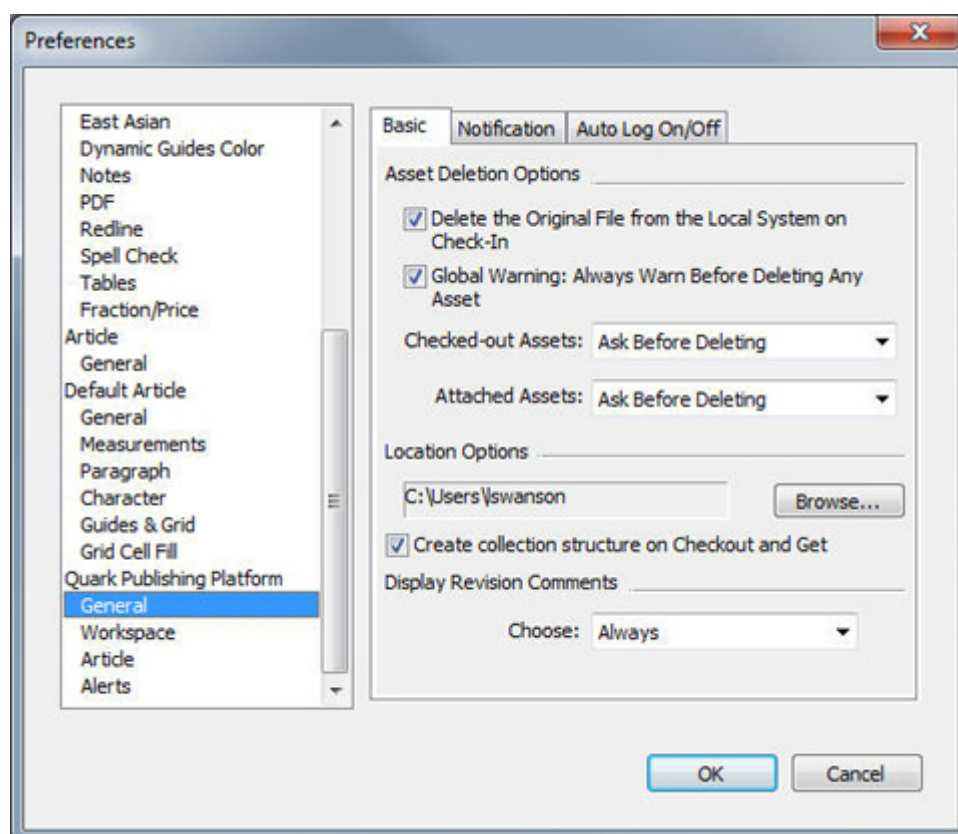 Preferences
East Asian
Dynamic Guides Color
Notes
PDF
Redline
Spell Check
Tables
Fraction/Price
Article
General
Default Article
General
Measurements
Paragraph
Character
Guides & Grid
Grid Cell Fill
Quark Publishing Platform
General
Workspace
Article
Alerts
Basic Notification Auto Log On/Off
Asset Deletion Options
Delete the Original File from the Local System on
Check-In
Global Warning: Always Warn Before Deleting Any
Asset
Checked-out Assets: Ask Before Deleting
Attached Assets: Ask Before Deleting
Location Options
C:\Users\lswanson Browse...
Create collection structure on Checkout and Get
Display Revision Comments
Choose: Always
OK Cancel